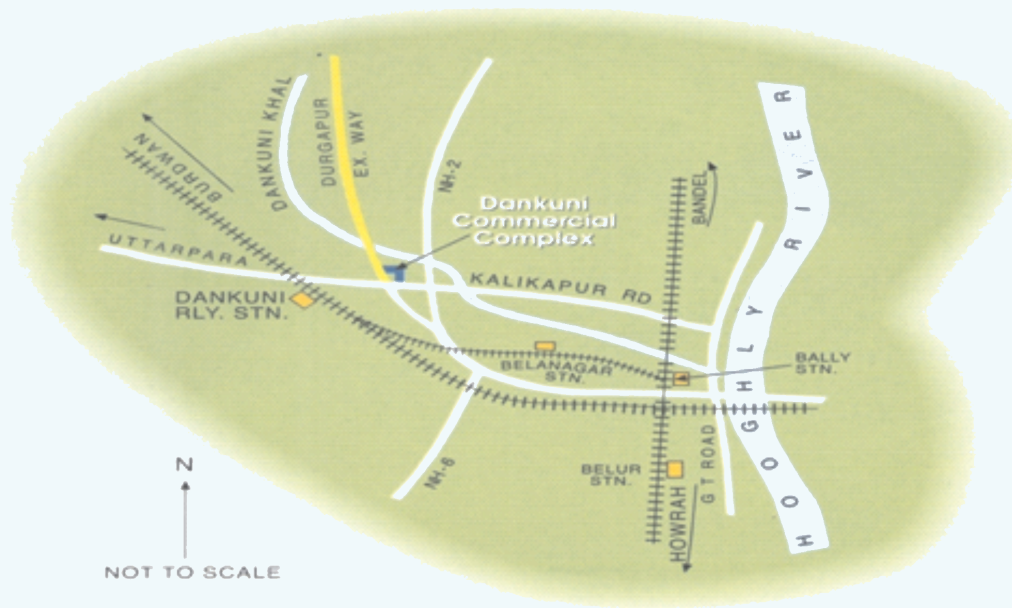 DANKUNI KHAL
DURGAPUR
EX. WAY
BURDWAN
NH-2
BANDEL
HOOGHLY RIVER
Dankuni
Commercial
Complex
UTTARPARA
KALIKAPUR RD
DANKUNI
RLY. STN.
BELANAGAR
STN.
BALLY
STN.
NH-6
BELUR
STN.
G T ROAD
HOWRAH
N
NOT TO SCALE